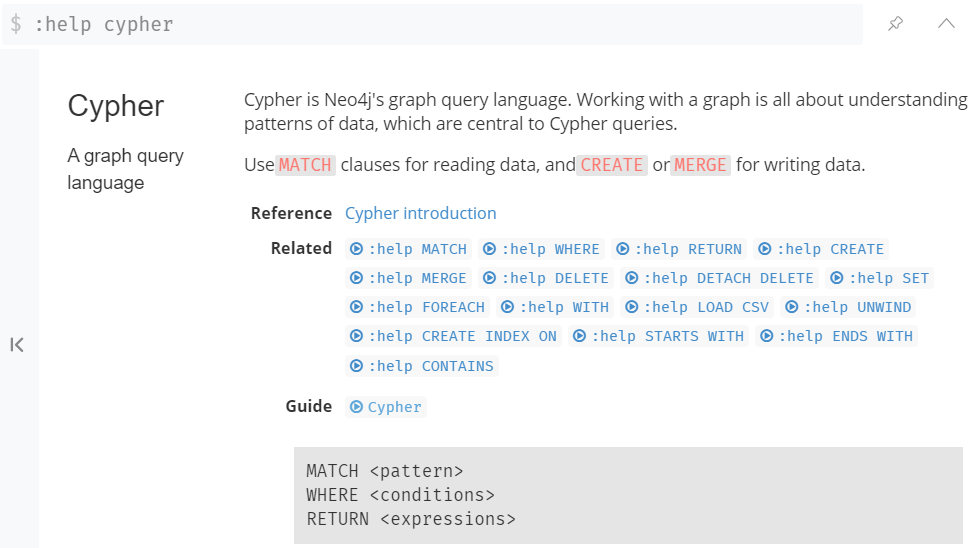 $ :help cypher
Cypher
A graph query
language
Cypher is Neo4j's graph query language. Working with a graph is all about understanding
patterns of data, which are central to Cypher queries.
Use MATCH clauses for reading data, and CREATE or MERGE for writing data.
Reference Cypher introduction
Related :help MATCH :help WHERE :help RETURN :help CREATE
:help MERGE :help DELETE :help DETACH DELETE :help SET
:help FOREACH :help WITH :help LOAD CSV :help UNWIND
:help CREATE INDEX ON :help STARTS WITH :help ENDS WITH
:help CONTAINS
Guide Cypher
MATCH <pattern>
WHERE <conditions>
RETURN <expressions>